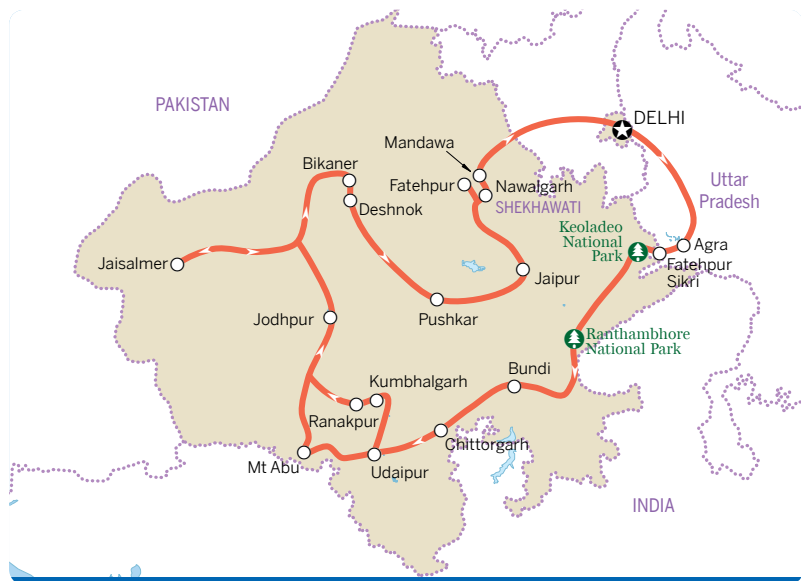 PAKISTAN
DELHI
Mandawa
Bikaner
Fatehpur
Nawalgarh
Uttar
Pradesh
Deshnok
SHEKHAWATI
Keoladeo
National
Park
Agra
Fatehpur
Sikri
Jaisalmer
Jaipur
Jodhpur
Pushkar
Ranthambhore
National Park
Bundi
Kumbhalgarh
Ranakpur
Chittorgarh
Mt Abu
Udaipur
INDIA